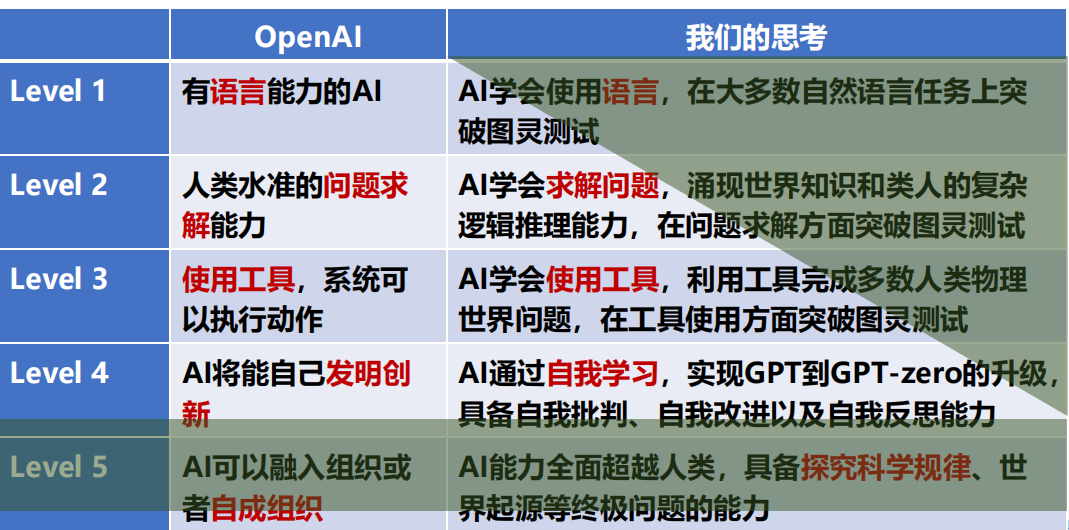 OpenAI
我们的思考
Level 1
有语言能力的AI
AI学会使用语言，在大多数自然语言任务上突
破图灵测试
Level 2
人类水准的问题求
解能力
AI学会求解问题，涌现世界知识和类人的复杂
逻辑推理能力，在问题求解方面突破图灵测试
Level 3
使用工具，系统可
以执行动作
AI学会使用工具，利用工具完成多数人类物理
世界问题，在工具使用方面突破图灵测试
Level 4
AI将能自己发明创
新
AI通过自我学习，实现GPT到GPT-zero的升级，
具备自我批判、自我改进以及自我反思能力
Level 5
AI可以融入组织或
者自成组织
AI能力全面超越人类，具备探究科学规律、世
界起源等终极问题的能力